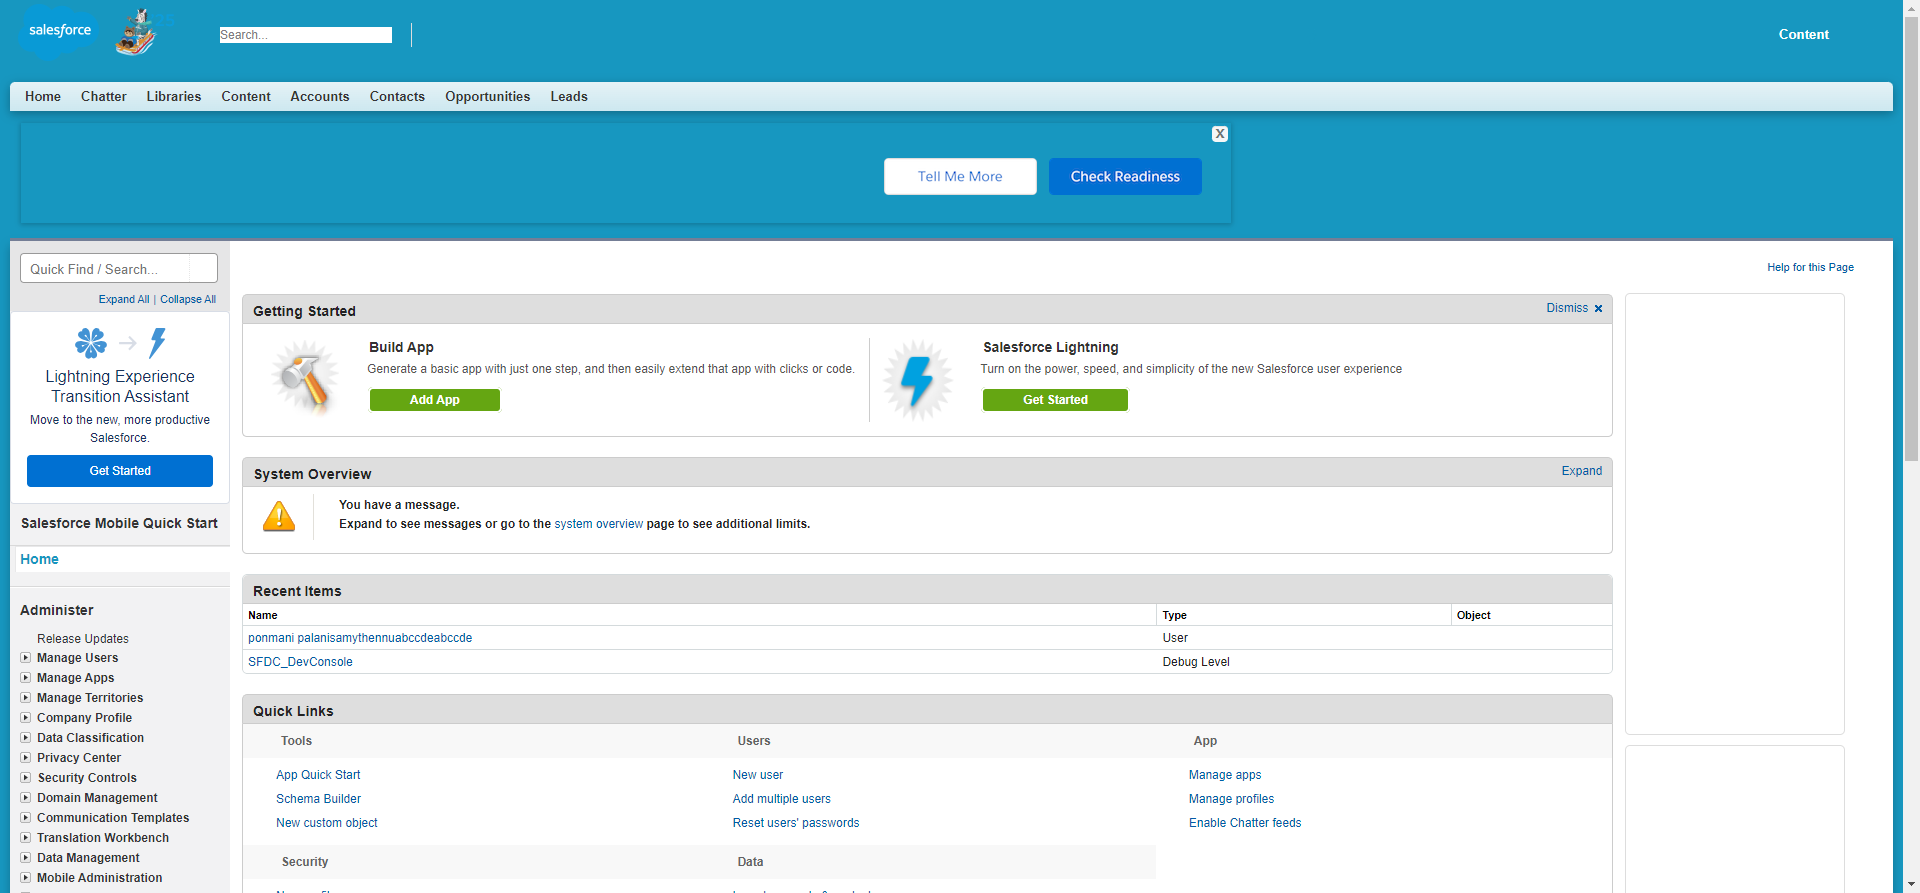 salesforce
Search...
Content
Home Chatter Libraries Content Accounts Contacts Opportunities Leads
X
Tell Me More Check Readiness
Quick Find / Search...
Expand All | Collapse All
Lightning Experience
Transition Assistant
Move to the new, more productive
Salesforce.
Get Started
Salesforce Mobile Quick Start
Home
Administer
Release Updates
Manage Users
Manage Apps
Manage Territories
Company Profile
Data Classification
Privacy Center
Security Controls
Domain Management
Communication Templates
Translation Workbench
Data Management
Mobile Administration
Help for this Page
Getting Started
Dismiss
Build App
Generate a basic app with just one step, and then easily extend that app with clicks or code.
Add App
Salesforce Lightning
Turn on the power, speed, and simplicity of the new Salesforce user experience
Get Started
System Overview
Expand
You have a message.
Expand to see messages or go to the system overview page to see additional limits.
Recent Items
Name Type Object
ponmani palanisamythennuabccdeabccde User
SFDC_DevConsole Debug Level
Quick Links
Tools Users App
App Quick Start New user Manage apps
Schema Builder Add multiple users Manage profiles
New custom object Reset users' passwords Enable Chatter feeds
Security Data